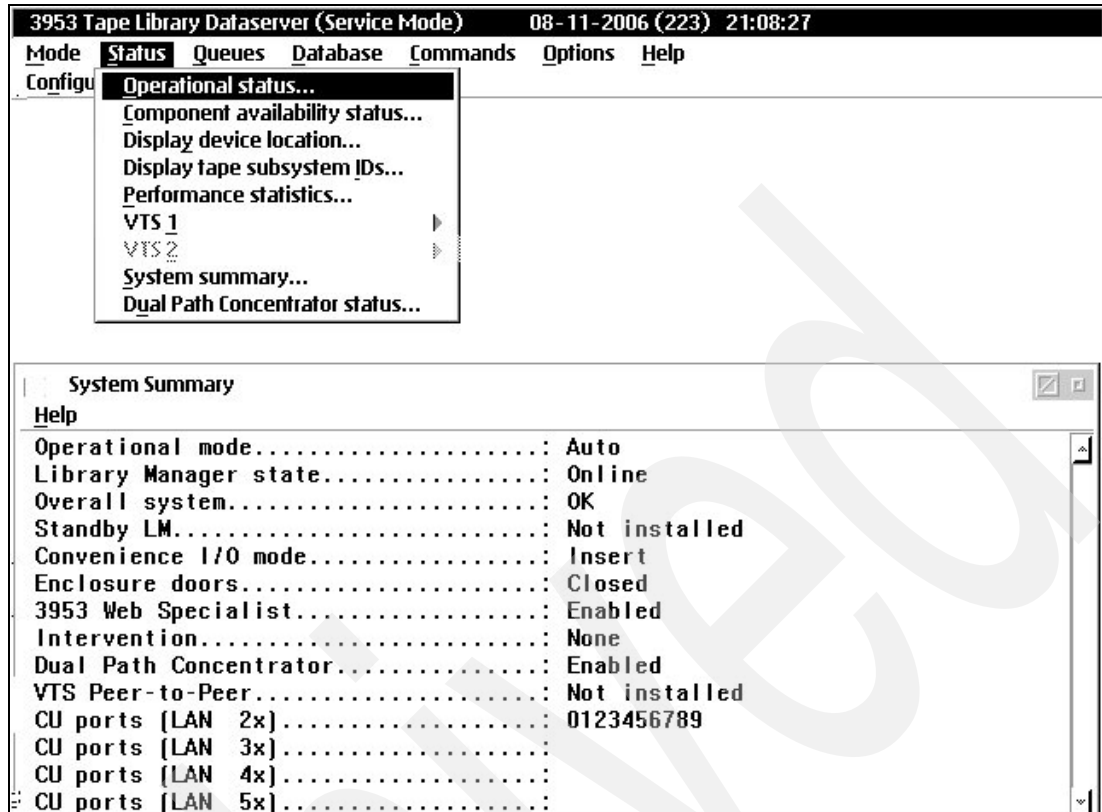 3953 Tape Library Dataserver (Service Mode) 08-11-2006 (223) 21:08:27
Mode Status Queues Database Commands Options Help
Configu
Operational status...
Component availability status...
Display device location...
Display tape subsystem IDs...
Performance statistics...
VTS 1
VTS 2
System summary...
Dual Path Concentrator status...
System Summary
Help
Operational mode......................: Auto
Library Manager state.................: Online
Overall system........................: OK
Standby LM............................: Not installed
Convenience I/O mode..................: Insert
Enclosure doors.......................: Closed
3953 Web Specialist...................: Enabled
Intervention..........................: None
Dual Path Concentrator................: Enabled
VTS Peer-to-Peer......................: Not installed
CU ports (LAN 2x).....................: 0123456789
CU ports (LAN 3x).....................:
CU ports (LAN 4x).....................:
CU ports (LAN 5x).....................: